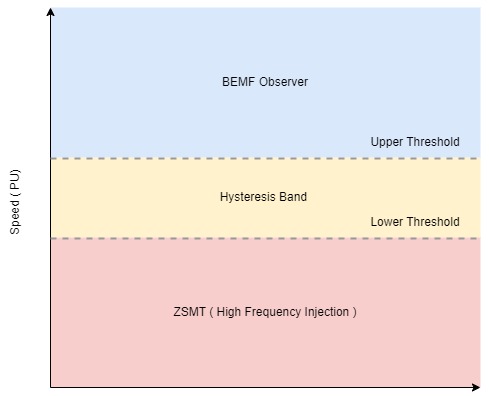 BEMF Observer
Upper Threshold
Hysteresis Band
Lower Threshold
Speed ( PU)
ZSMT ( High Frequency Injection )